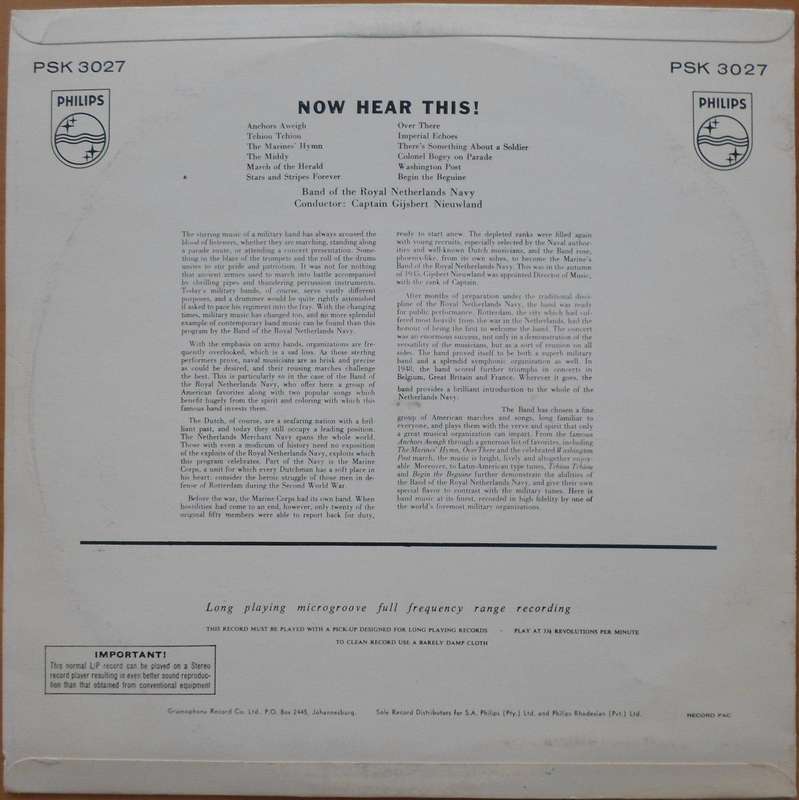 PSK 3027
PSK 3027
PHILIPS
PHILIPS
NOW HEAR THIS!
Anchors Aweigh
Tchiou Tchiou
The Marines' Hymn
The Middy
March of the Herald
Stars and Stripes Forever
Over There
Imperial Echoes
There's Something About a Soldier
Colonel Bogey on Parade
Washington Post
Begin the Beguine
Band of the Royal Netherlands Navy
Conductor: Captain Gijsbert Nieuwland
The stirring music of a military band has always aroused the
blood of listeners, whether they are marching, standing along
a parade route, or attending a concert presentation. Some-
thing in the blare of the trumpets and the roll of the drums
unites to stir pride and patriotism. It was not for nothing
that ancient armies used to march into battle accompanied
by shrilling pipes and thundering percussion instruments.
Today's military bands, of course, serve vastly different
purposes, and a drummer would be quite rightly astonished
if asked to pace his regiment into the fray. With the changing
times, military music has changed too, and no more splendid
example of contemporary band music can be found than this
program by the Band of the Royal Netherlands Navy.
With the emphasis on army bands, organizations are fre-
quently overlooked, which is a sad loss. As these sterling
performers prove, naval musicians are as brisk and precise
as could be desired, and their rousing marches challenge
the best. This is particularly so in the case of the Band of
the Royal Netherlands Navy, who offer here a group of
American favorites along with two popular songs which
benefit hugely from the spirit and coloring with which this
famous band invests them.
The Dutch, of course, are a seafaring nation with a bril-
liant past, and today they still occupy a leading position.
The Netherlands Merchant Navy spans the whole world.
Those with even a modicum of history need no exposition
of the exploits of the Royal Netherlands Navy, exploits which
this program celebrates. Part of the Navy is the Marine
Corps, a unit for which every Dutchman has a soft place in
his heart; consider the heroic struggle of those men in de-
fense of Rotterdam during the Second World War.
Before the war, the Marine Corps had its own band. When
hostilities had come to an end, however, only twenty of the
original fifty members were able to report back for duty,
ready to start anew. The depleted ranks were filled again
with young recruits, especially selected by the Naval author-
ities and well-known Dutch musicians, and the Band rose,
phoenix-like, from its own ashes, to become the Marine's
Band of the Royal Netherlands Navy. This was in the autumn
of 1945. Gijsbert Nieuwland was appointed Director of Music,
with the rank of Captain.
After months of preparation under the traditional disci-
pline of the Royal Netherlands Navy, the band was ready
for public performance. Rotterdam, the city which had suf-
fered most heavily from the war in the Netherlands, had the
honour of being the first to welcome the band. The concert
was an enormous success, not only in a demonstration of the
versatility of the musicians, but as a sort of reunion on all
sides. The band proved itself to be both a superb military
band and a splendid symphonic organization as well. In
1948, the band scored further triumphs in concerts in
Belgium, Great Britain and France. Wherever it goes, the
band provides a brilliant introduction to the whole of the
Netherlands Navy.
The Band has chosen a fine
group of American marches and songs, long familiar to
everyone, and plays them with the verve and spirit that only
a great musical organization can impart. From the famous
Anchors Aweigh through a generous list of favorites, including
The Marines' Hymn, Over There and the celebrated Washington
Post march, the music is bright, lively and altogether enjoy-
able. Moreover, to Latin-American type tunes, Tchiou Tchiou
and Begin the Beguine further demonstrate the abilities of
the Band of the Royal Netherlands Navy, and give their own
special flavor to contrast with the military tunes. Here is
band music at its finest, recorded in high fidelity by one of
the world's foremost military organizations.
Long playing microgroove full frequency range recording
THIS RECORD MUST BE PLAYED WITH A PICK-UP DESIGNED FOR LONG PLAYING RECORDS - PLAY AT 33⅓ REVOLUTIONS PER MINUTE
TO CLEAN RECORD USE A BARELY DAMP CLOTH
IMPORTANT!
This normal L/P record can be played on a Stereo
record player resulting in even better sound reproduc-
tion than that obtained from conventional equipment
Gramophone Record Co. Ltd., P.O. Box 2445, Johannesburg. Sole Record Distributors for S.A. Philips (Pty.) Ltd. and Philips Rhodesian (Pvt.) Ltd. RECORD PAC